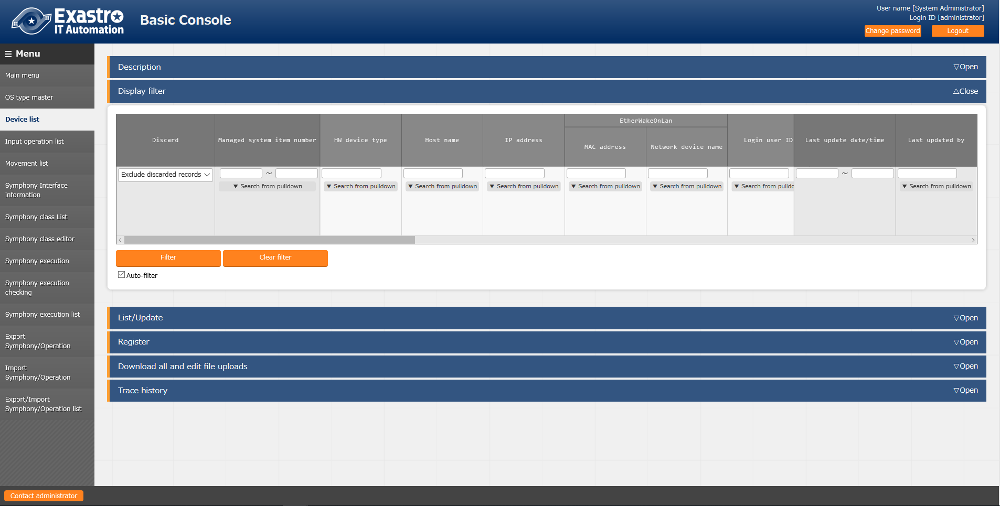 Exastro
IT Automation
Basic Console
User name [System Administrator]
Login ID [administrator]
Change password
Logout
☰ Menu
Main menu
OS type master
Device list
Input operation list
Movement list
Symphony Interface
information
Symphony class List
Symphony class editor
Symphony execution
Symphony execution
checking
Symphony execution list
Export
Symphony/Operation
Import
Symphony/Operation
Export/Import
Symphony/Operation list
Contact administrator
Description
▽Open
Display filter
△Close
EtherWakeOnLan
Discard
Managed system item number
HW device type
Host name
IP address
MAC address
Network device name
Login user ID
Last update date/time
Last updated by
Exclude discarded records
～
～
▼ Search from pulldown
▼ Search from pulldown
▼ Search from pulldown
▼ Search from pulldown
▼ Search from pulldown
▼ Search from pulldown
▼ Search from pulldo
▼ Search from pulldown
Filter
Clear filter
Auto-filter
List/Update
▽Open
Register
▽Open
Download all and edit file uploads
▽Open
Trace history
▽Open